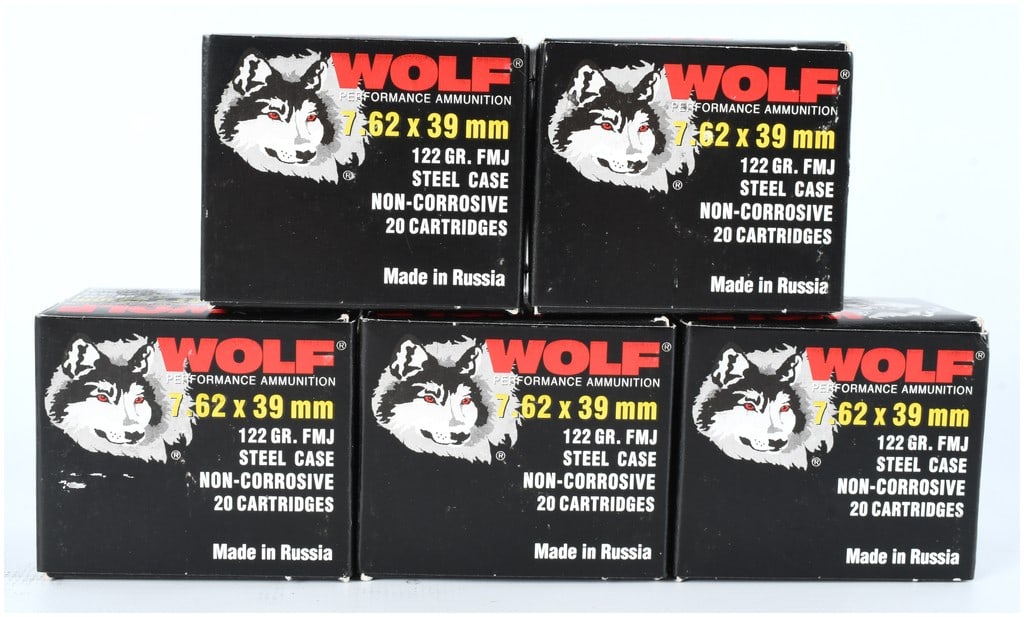 WOLF®
PERFORMANCE AMMUNITION
7.62 x 39 mm
122 GR. FMJ
STEEL CASE
NON-CORROSIVE
20 CARTRIDGES
®
Made in Russia
WOLF®
PERFORMANCE AMMUNITION
7.62 x 39 mm
122 GR. FMJ
STEEL CASE
NON-CORROSIVE
20 CARTRIDGES
®
Made in Russia
WOLF®
PERFORMANCE AMMUNITION
7.62 x 39 mm
122 GR. FMJ
STEEL CASE
NON-CORROSIVE
20 CARTRIDGES
®
Made in Russia
WOLF®
PERFORMANCE AMMUNITION
7.62 x 39 mm
122 GR. FMJ
STEEL CASE
NON-CORROSIVE
20 CARTRIDGES
®
Made in Russia
WOLF®
PERFORMANCE AMMUNITION
7.62 x 39 mm
122 GR. FMJ
STEEL CASE
NON-CORROSIVE
20 CARTRIDGES
®
Made in Russia